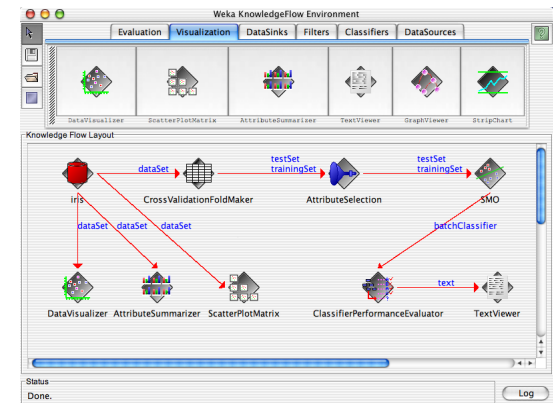 Weka KnowledgeFlow Environment
Evaluation Visualization DataSinks Filters Classifiers DataSources
DataVisualizer ScatterPlotMatrix AttributeSummarizer TextViewer GraphViewer StripChart
Knowledge Flow Layout
dataSet
testSet
trainingSet
testSet
trainingSet
iris CrossValidationFoldMaker AttributeSelection SMO
dataSet dataSet dataSet batchClassifier
text
DataVisualizer AttributeSummarizer ScatterPlotMatrix ClassifierPerformanceEvaluator TextViewer
Status
Done.
Log